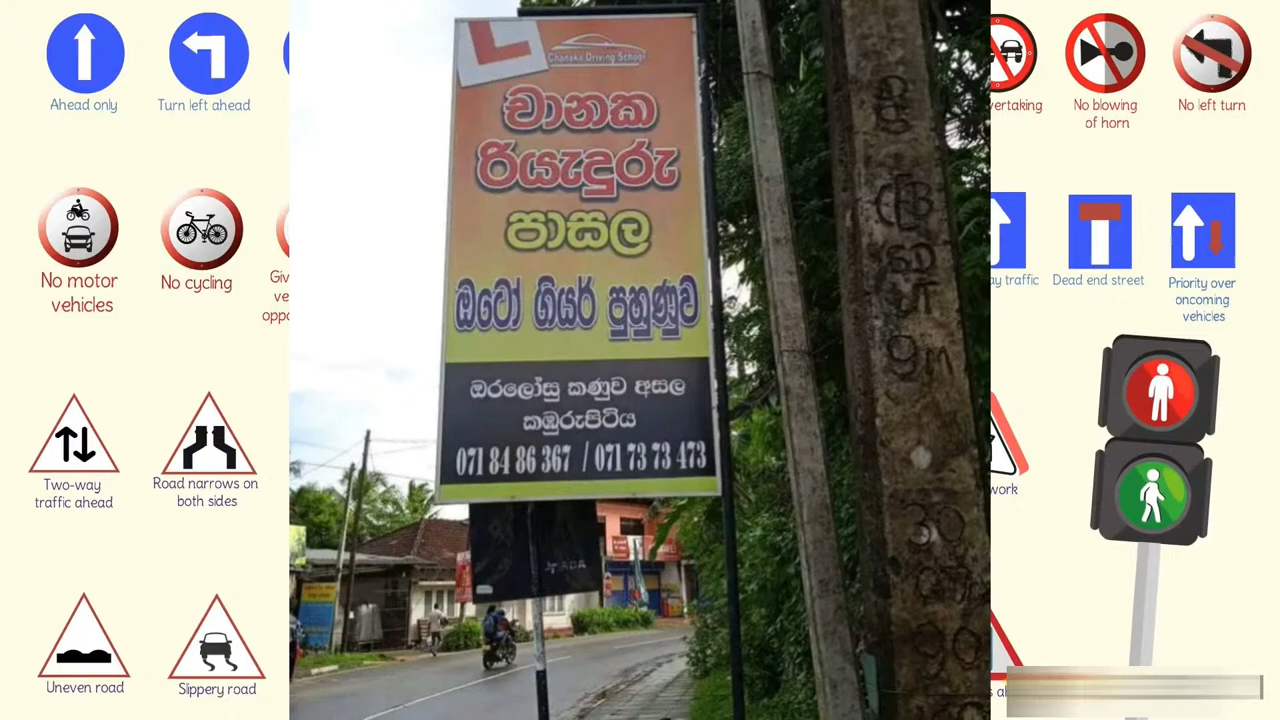 Ahead only
Turn left ahead
No motor
vehicles
No cycling
Two-way
traffic ahead
Road narrows on
both sides
Uneven road
Slippery road
L
Chanaka Driving School
චානක
රියැදුරු
පාසල
ඔටෝ ගියර් පුහුණුව
ඔරලෝසු කණුව අසල
කඹුරුපිටිය
071 84 86 367 / 071 73 73 473
No blowing
of horn
No left turn
Dead end street
Priority over
oncoming
vehicles